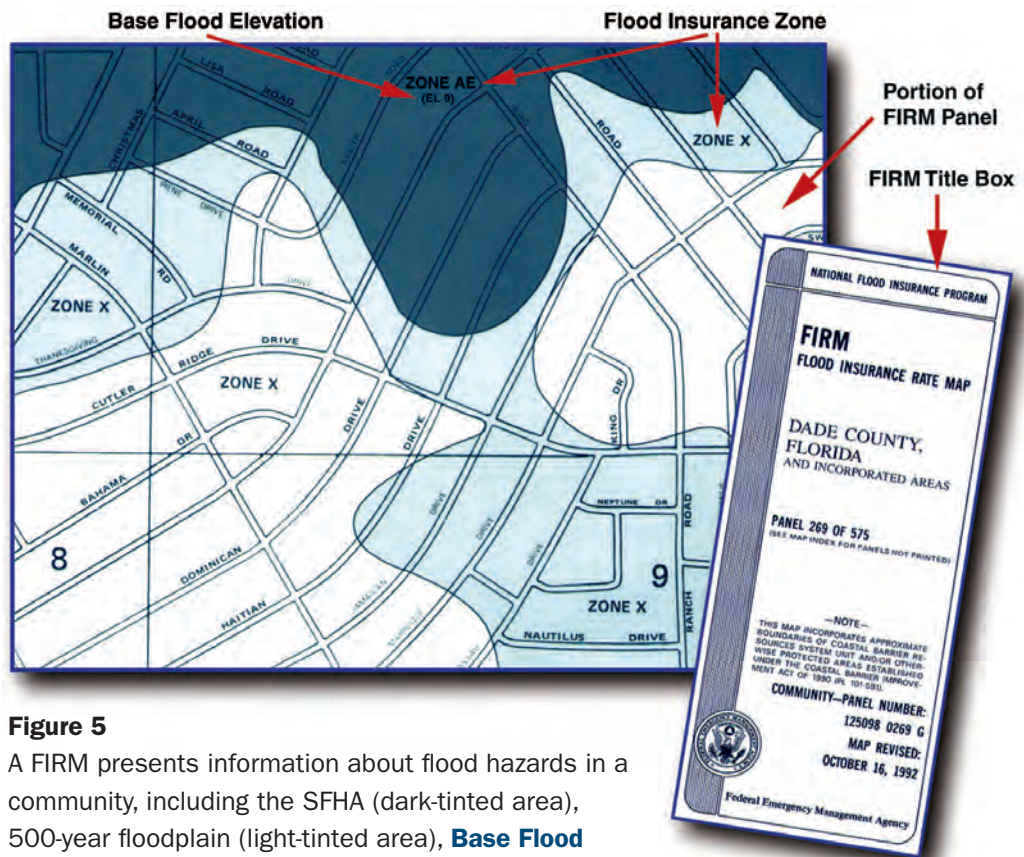 Base Flood Elevation
Flood Insurance Zone
Portion of
FIRM Panel
FIRM Title Box
ZONE AE
(EL 9)
LISA
ROAD
APRIL
ROAD
CHRISTMAS
IRENE DRIVE
ROAD
ZONE X
MEMORIAL
RD
MARLIN
ZONE X
THANKSGIVING
DRIVE
CUTLER RIDGE DRIVE
ZONE X
DRIVE
DRIVE
KING DR
BAHAMA DR
8
DOMINICAN
HAITIAN
DRIVE
DRIVE
DRIVE
NEPTUNE DR
ROAD
9
ZONE X
RANCH
NAUTILUS DRIVE
SW
NATIONAL FLOOD INSURANCE PROGRAM
FIRM
FLOOD INSURANCE RATE MAP
DADE COUNTY,
FLORIDA
AND INCORPORATED AREAS
PANEL 269 OF 575
(SEE MAP INDEX FOR PANELS NOT PRINTED)
—NOTE—
THIS MAP INCORPORATES APPROXIMATE
BOUNDARIES OF COASTAL BARRIER RE-
SOURCES SYSTEM UNIT AND/OR OTHER-
WISE PROTECTED AREAS ESTABLISHED
UNDER THE COASTAL BARRIER IMPROVE-
MENT ACT OF 1990 (PL 101-591).
COMMUNITY—PANEL NUMBER:
125098 0269 G
MAP REVISED:
OCTOBER 16, 1992
Federal Emergency Management Agency
Figure 5
A FIRM presents information about flood hazards in a
community, including the SFHA (dark-tinted area),
500-year floodplain (light-tinted area), Base Flood